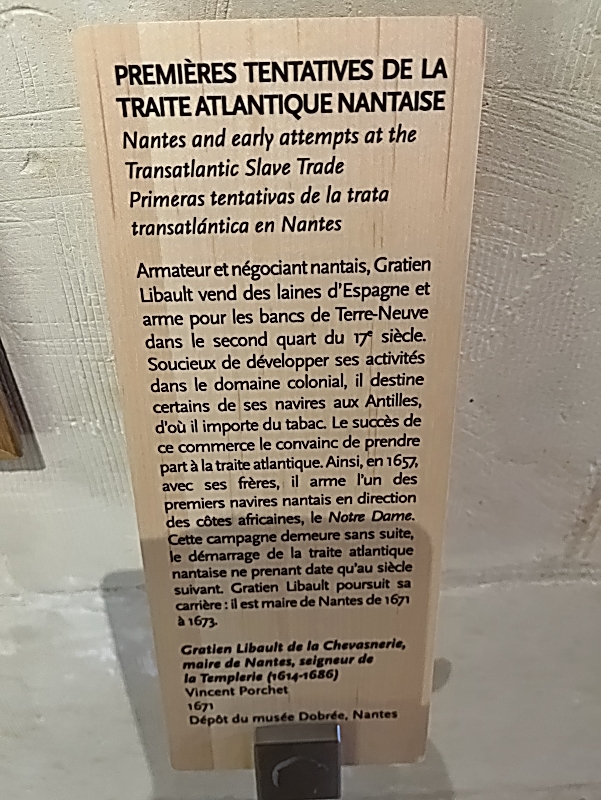 PREMIÈRES TENTATIVES DE LA
TRAITE ATLANTIQUE NANTAISE
Nantes and early attempts at the
Transatlantic Slave Trade
Primeras tentativas de la trata
transatlántica en Nantes
Armateur et négociant nantais, Gratien
Libault vend des laines d'Espagne et
arme pour les bancs de Terre-Neuve
dans le second quart du 17e siècle.
Soucieux de développer ses activités
dans le domaine colonial, il destine
certains de ses navires aux Antilles,
d'où il importe du tabac. Le succès de
ce commerce le convainc de prendre
part à la traite atlantique. Ainsi, en 1657,
avec ses frères, il arme l'un des
premiers navires nantais en direction
des côtes africaines, le Notre Dame.
Cette campagne demeure sans suite,
le démarrage de la traite atlantique
nantaise ne prenant date qu'au siècle
suivant. Gratien Libault poursuit sa
carrière : il est maire de Nantes de 1671
à 1673.
Gratien Libault de la Chevasnerie,
maire de Nantes, seigneur de
la Templerie (1614-1686)
Vincent Porchet
1671
Dépôt du musée Dobrée, Nantes